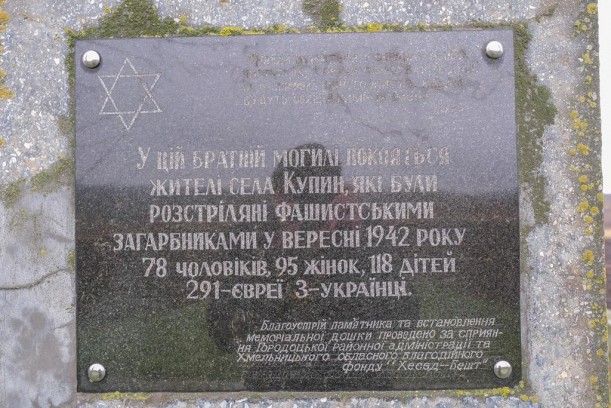 У ЦІЙ БРАТНІЙ МОГИЛІ ПОКОЯТЬСЯ
ЖИТЕЛІ СЕЛА КУПИН, ЯКІ БУЛИ
РОЗСТРІЛЯНІ ФАШИСТСЬКИМИ
ЗАГАРБНИКАМИ У ВЕРЕСНІ 1942 РОКУ
78 ЧОЛОВІКІВ, 95 ЖІНОК, 118 ДІТЕЙ
291-ЄВРЕЇ 3-УКРАЇНЦІ.
Благоустрій пам'ятника та встановлення
меморіальної дошки проведено за сприян-
ня Городоцької районної адміністрації та
Хмельницького обласного благодійного
фонду "Хесед-Бешт"